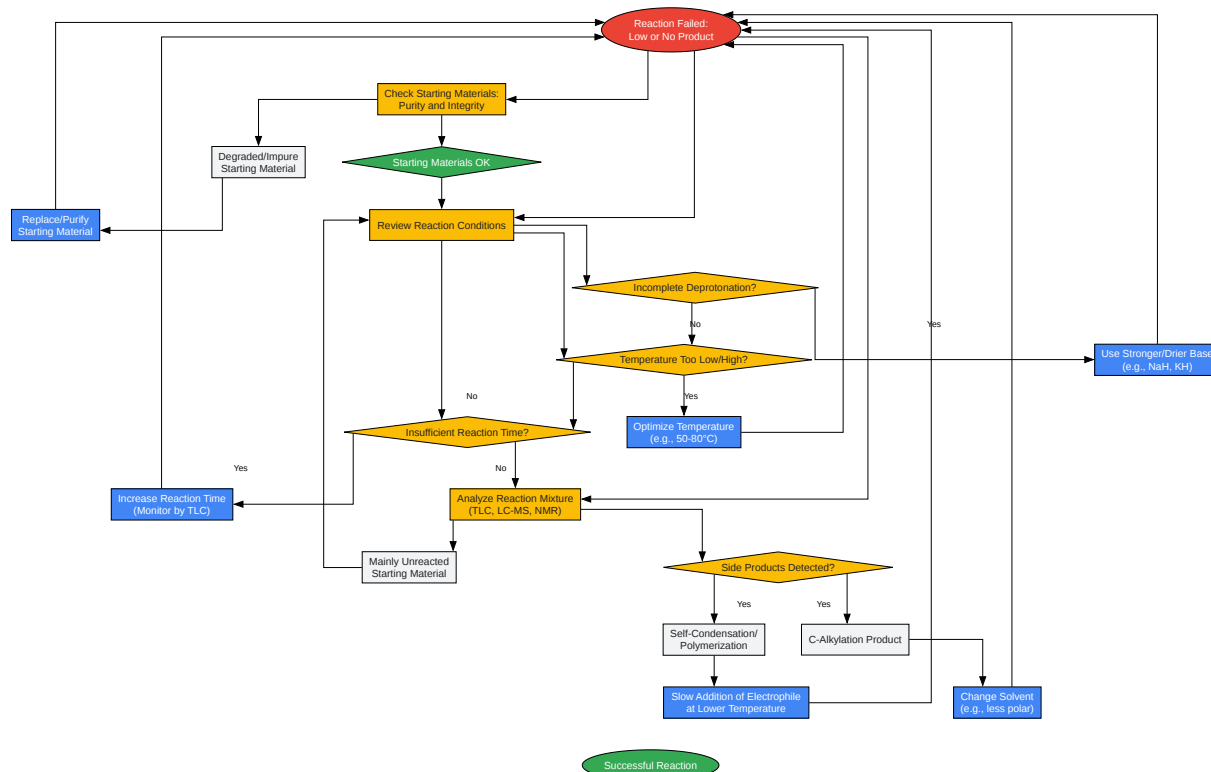 Reaction Failed:
Low or No Product
Check Starting Materials:
Purity and Integrity
Degraded/Impure
Starting Material
Starting Materials OK
Replace/Purify
Starting Material
Review Reaction Conditions
Incomplete Deprotonation?
No
Yes
Temperature Too Low/High?
Use Stronger/Drier Base
(e.g., NaH, KH)
No
Yes
Insufficient Reaction Time?
Optimize Temperature
(e.g., 50-80°C)
Yes
No
Increase Reaction Time
(Monitor by TLC)
Analyze Reaction Mixture
(TLC, LC-MS, NMR)
Mainly Unreacted
Starting Material
Side Products Detected?
Yes
Yes
Self-Condensation/
Polymerization
C-Alkylation Product
Slow Addition of Electrophile
at Lower Temperature
Change Solvent
(e.g., less polar)
Successful Reaction